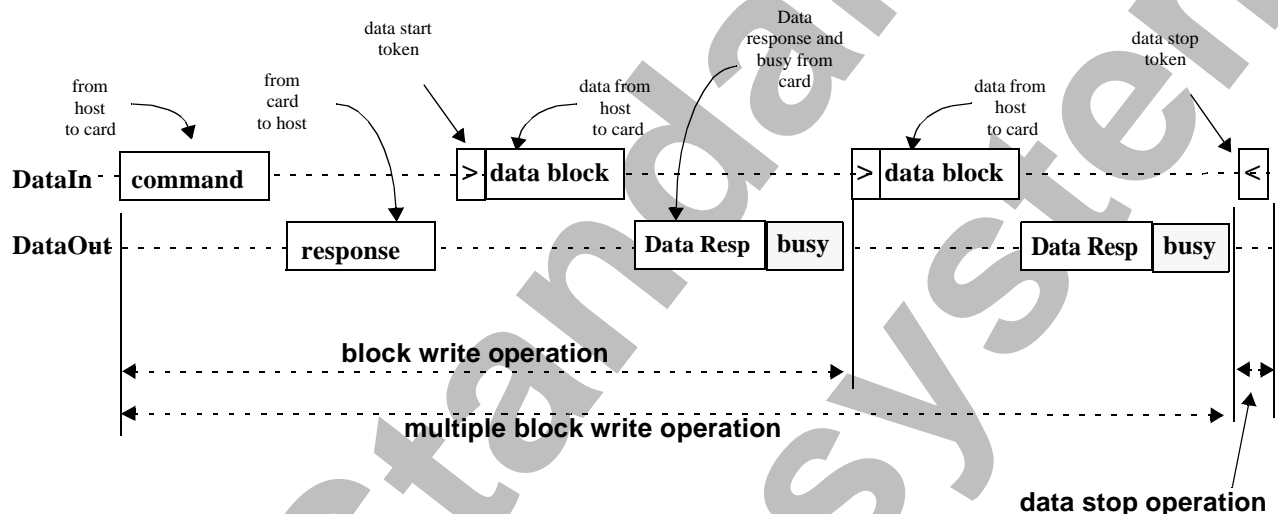 data start
token
Data
response and
busy from
card
data stop
token
from
host
to card
from
card
to host
data from
host
to card
data from
host
to card
DataIn
command
>
data block
>
data block
<
DataOut
response
Data Resp
busy
Data Resp
busy
block write operation
multiple block write operation
data stop operation